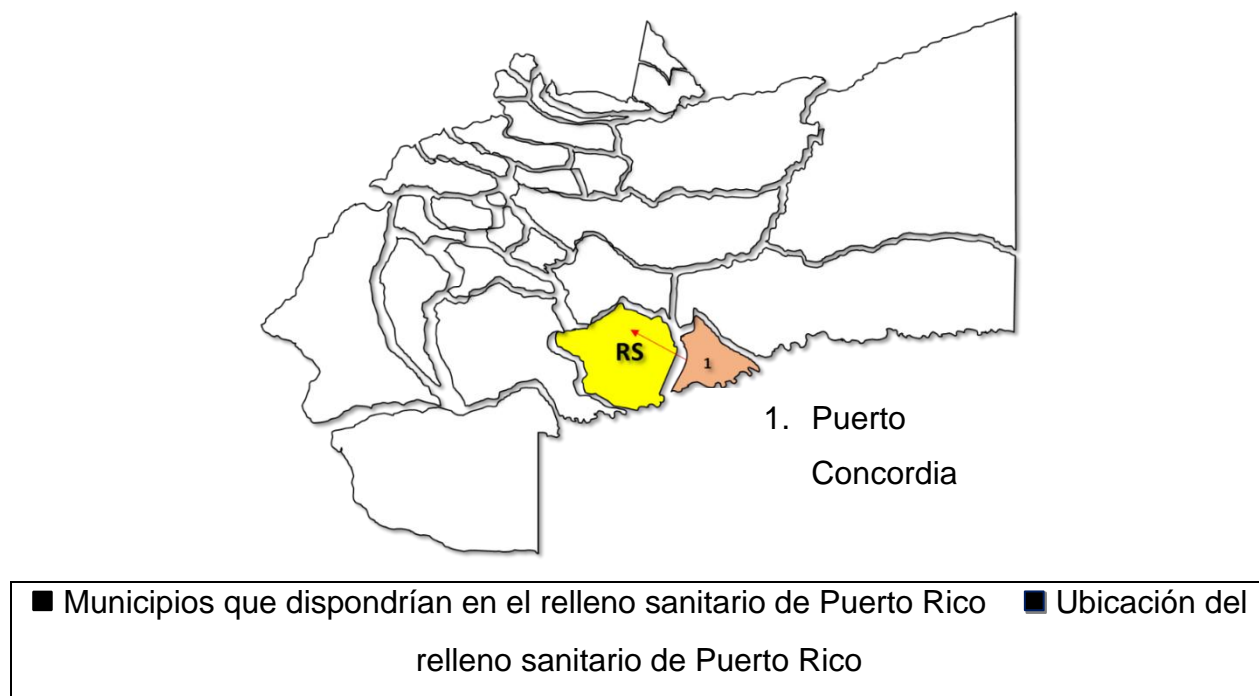 RS
1
1. Puerto
Concordia
■ Municipios que dispondrían en el relleno sanitario de Puerto Rico ■ Ubicación del
relleno sanitario de Puerto Rico